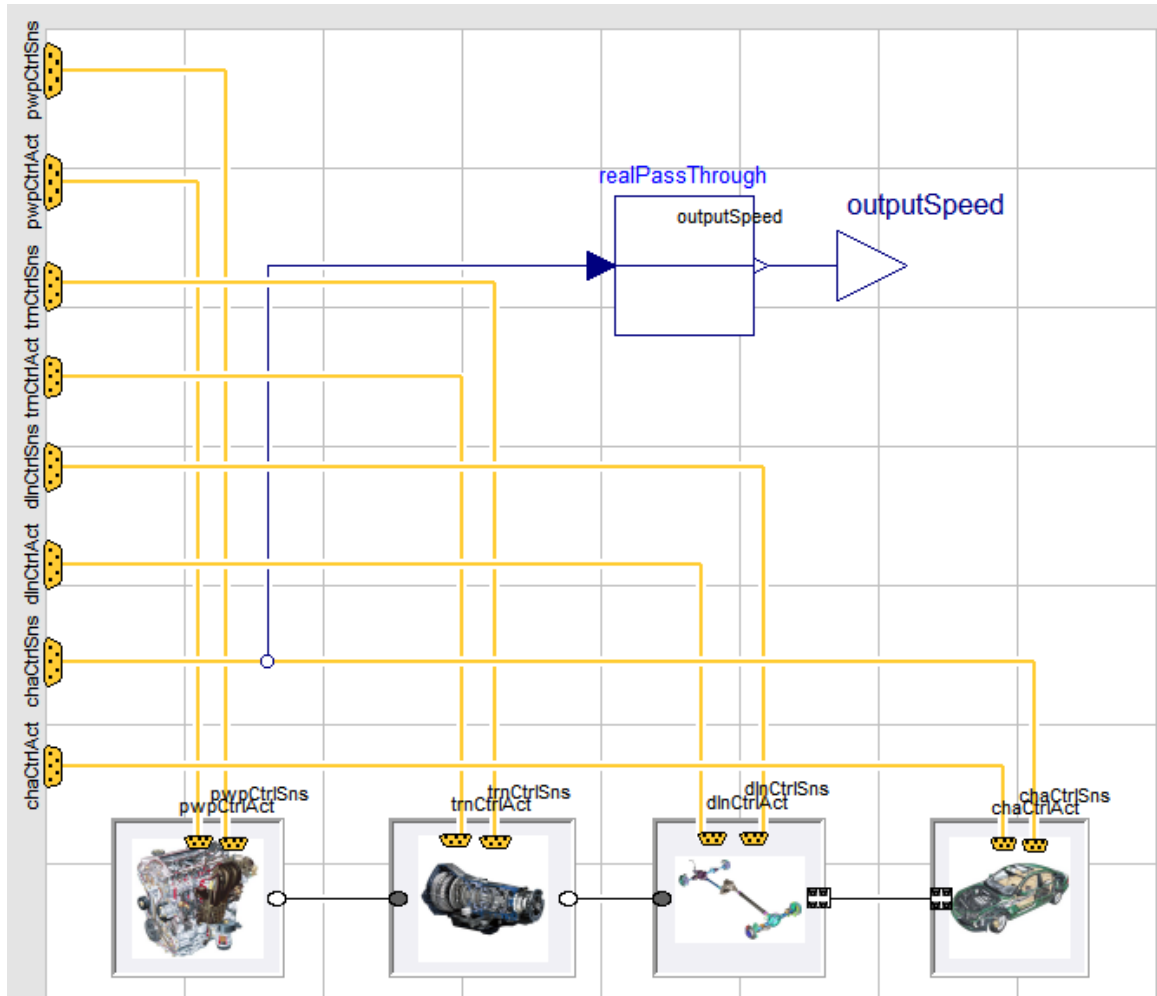 pwpCtrlSns
pwpCtrlAct
trnCtrlSns
trnCtrlAct
dlnCtrlSns
dlnCtrlAct
chaCtrlSns
chaCtrlAct
realPassThrough
outputSpeed
outputSpeed
pwpCtrlSns
pwpCtrlAct
trnCtrlSns
trnCtrlAct
dlnCtrlSns
dlnCtrlAct
chaCtrlSns
chaCtrlAct